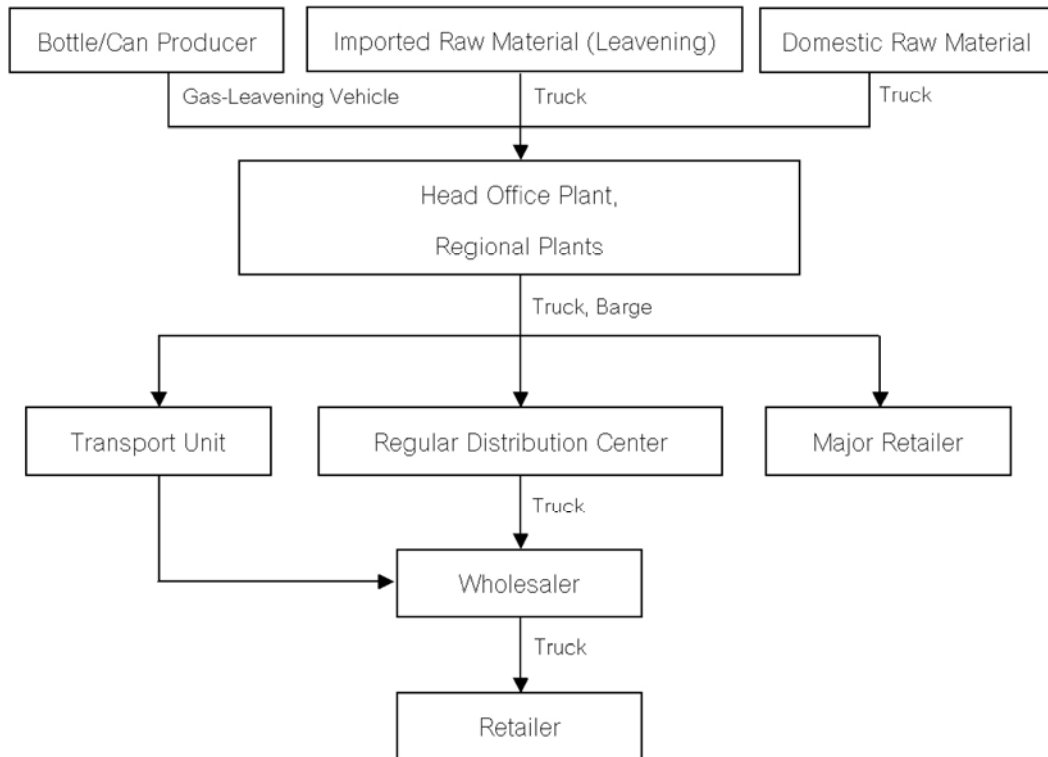 Bottle/Can Producer
Imported Raw Material (Leavening)
Domestic Raw Material
Gas-Leavening Vehicle
Truck
Truck
Head Office Plant,
Regional Plants
Truck, Barge
Transport Unit
Regular Distribution Center
Major Retailer
Truck
Wholesaler
Truck
Retailer